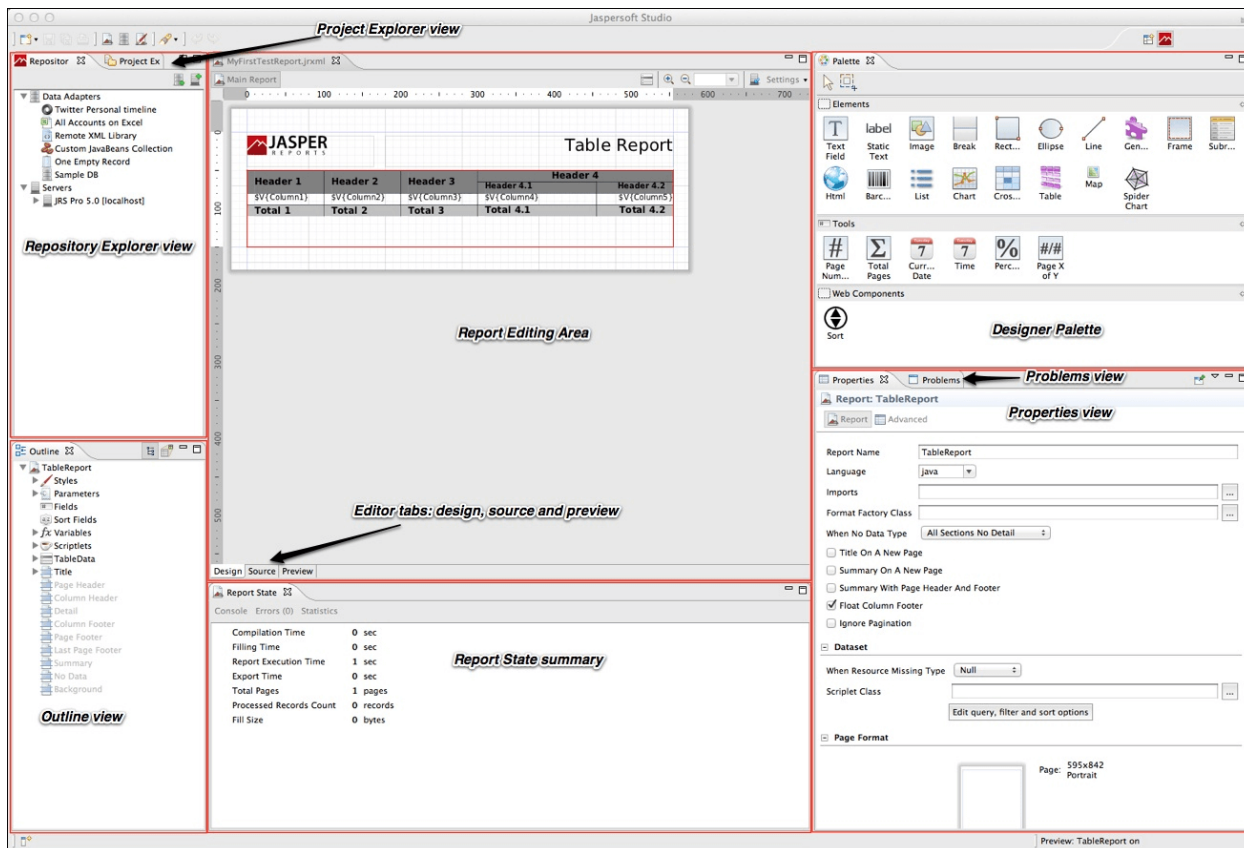 Jaspersoft Studio
Project Explorer view
Repositor
Project Ex
Data Adapters
Twitter Personal timeline
All Accounts on Excel
Remote XML Library
Custom JavaBeans Collection
One Empty Record
Sample DB
Servers
JRS Pro 5.0 [localhost]
Repository Explorer view
MyFirstTestReport.jrxml
Main Report
Settings
0 100 200 300 400 500 600 700
0
100
200
300
400
500
JASPER
REPORTS
Table Report
Header 1 Header 2 Header 3 Header 4
Header 4.1 Header 4.2
$V{Column1} $V{Column2} $V{Column3} $V{Column4} $V{Column5}
Total 1 Total 2 Total 3 Total 4.1 Total 4.2
Report Editing Area
Editor tabs: design, source and preview
Design Source Preview
Palette
Elements
Text Field
label Static Text
Image
Break
Rect...
Ellipse
Line
Gen...
Frame
Subr...
Html
Barc...
List
Chart
Cros...
Table
Map
Spider Chart
Tools
# Page Num...
Σ Total Pages
7 Curr... Date
7 Time
% Perc...
#/# Page X of Y
Web Components
Sort
Designer Palette
Outline
TableReport
Styles
Parameters
Fields
Sort Fields
fx Variables
Scriptlets
TableData
Title
Page Header
Column Header
Detail
Column Footer
Page Footer
Last Page Footer
Summary
No Data
Background
Outline view
Report State
Console Errors (0) Statistics
Compilation Time 0 sec
Filling Time 0 sec
Report Execution Time 1 sec
Export Time 0 sec
Total Pages 1 pages
Processed Records Count 0 records
Fill Size 0 bytes
Report State summary
Properties
Problems
Problems view
Report: TableReport
Properties view
Report Advanced
Report Name TableReport
Language java
Imports ...
Format Factory Class ...
When No Data Type All Sections No Detail
Title On A New Page
Summary On A New Page
Summary With Page Header And Footer
Float Column Footer
Ignore Pagination
Dataset
When Resource Missing Type Null
Scriplet Class ...
Edit query, filter and sort options
Page Format
Page: 595x842
Portrait
Preview: TableReport on